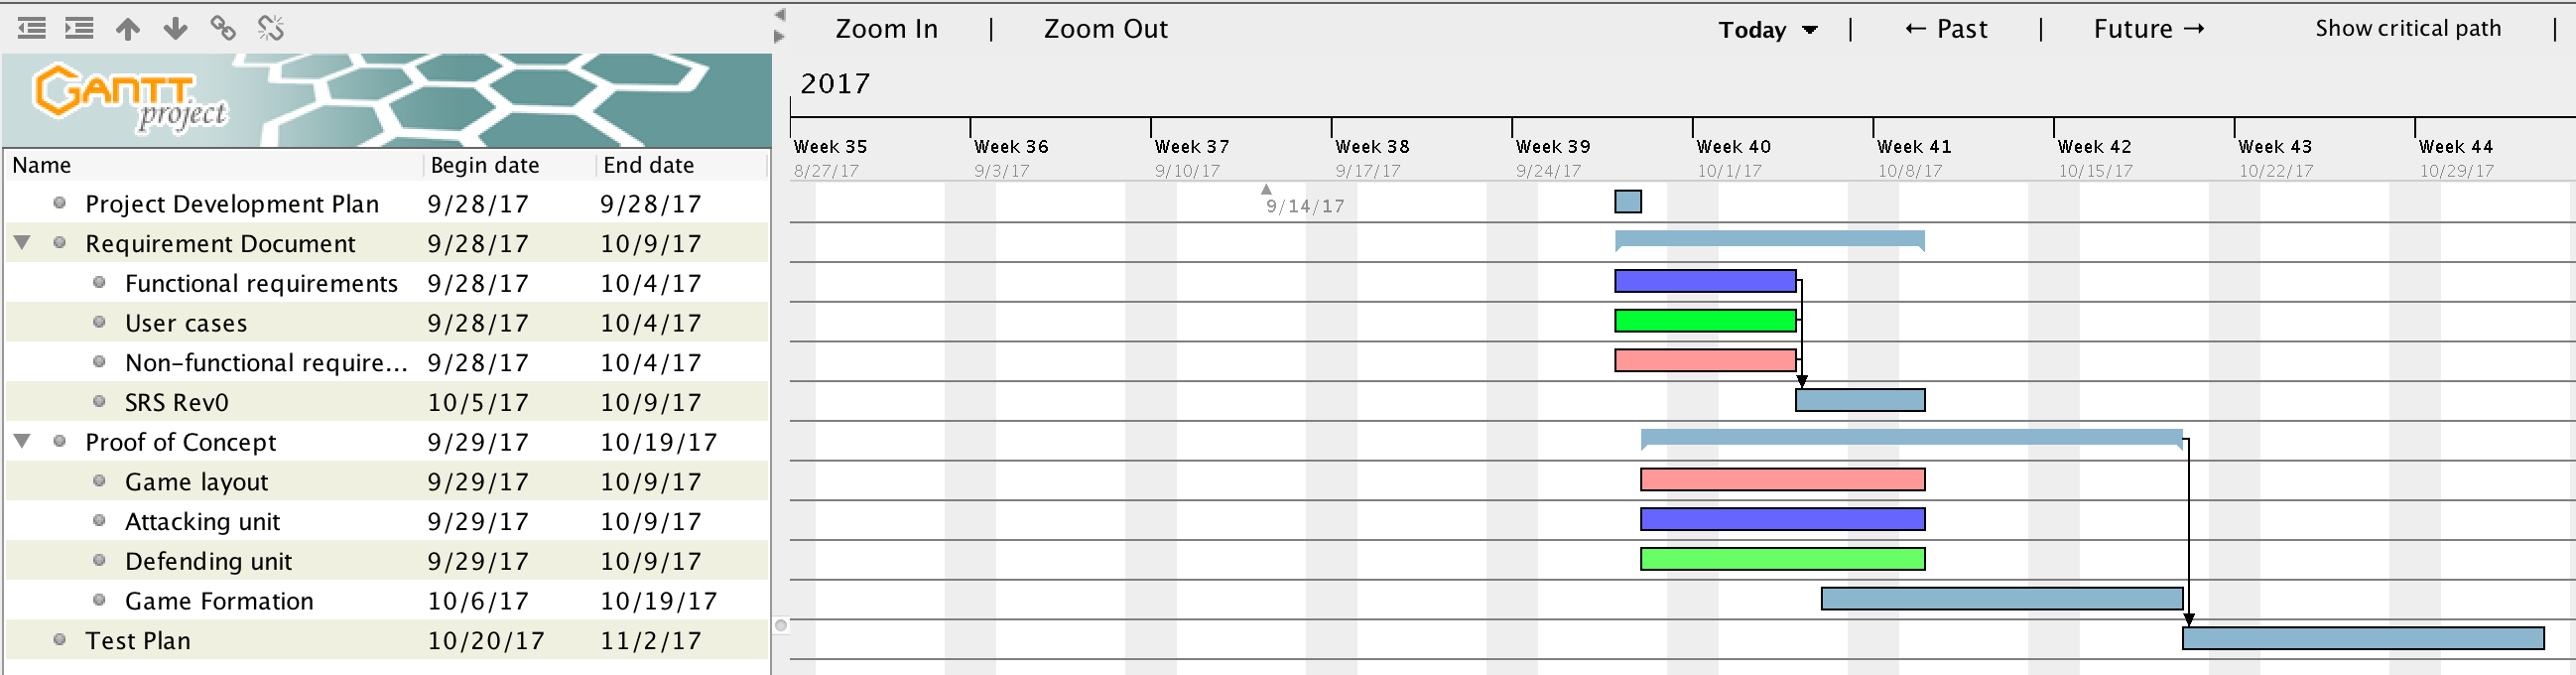 Zoom In | Zoom Out Today | ← Past | Future → Show critical path |
GANTT
project
2017
Week 35 Week 36 Week 37 Week 38 Week 39 Week 40 Week 41 Week 42 Week 43 Week 44
8/27/17 9/3/17 9/10/17 9/17/17 9/24/17 10/1/17 10/8/17 10/15/17 10/22/17 10/29/17
Name Begin date End date
Project Development Plan 9/28/17 9/28/17
9/14/17
Requirement Document 9/28/17 10/9/17
Functional requirements 9/28/17 10/4/17
User cases 9/28/17 10/4/17
Non-functional require... 9/28/17 10/4/17
SRS Rev0 10/5/17 10/9/17
Proof of Concept 9/29/17 10/19/17
Game layout 9/29/17 10/9/17
Attacking unit 9/29/17 10/9/17
Defending unit 9/29/17 10/9/17
Game Formation 10/6/17 10/19/17
Test Plan 10/20/17 11/2/17